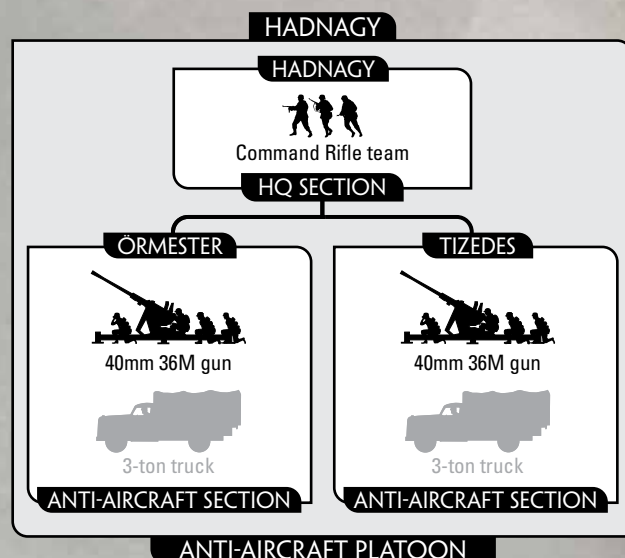 HADNAGY
HADNAGY
Command Rifle team
HQ SECTION
ÖRMESTER
40mm 36M gun
3-ton truck
ANTI-AIRCRAFT SECTION
TIZEDES
40mm 36M gun
3-ton truck
ANTI-AIRCRAFT SECTION
ANTI-AIRCRAFT PLATOON